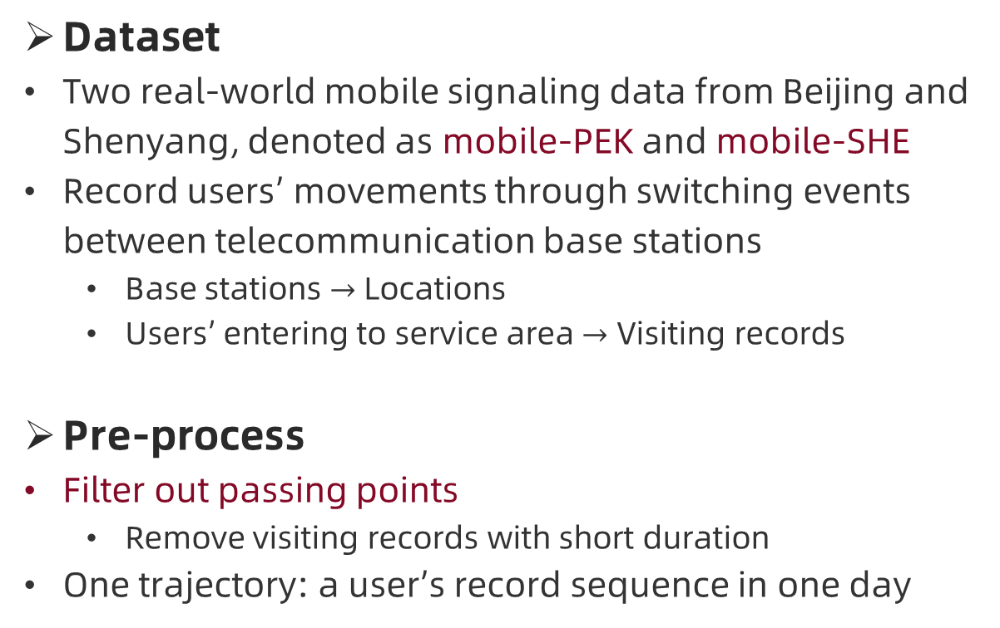 ➢ Dataset
• Two real-world mobile signaling data from Beijing and
Shenyang, denoted as mobile-PEK and mobile-SHE
• Record users’ movements through switching events
between telecommunication base stations
• Base stations → Locations
• Users’ entering to service area → Visiting records
➢ Pre-process
• Filter out passing points
• Remove visiting records with short duration
• One trajectory: a user’s record sequence in one day